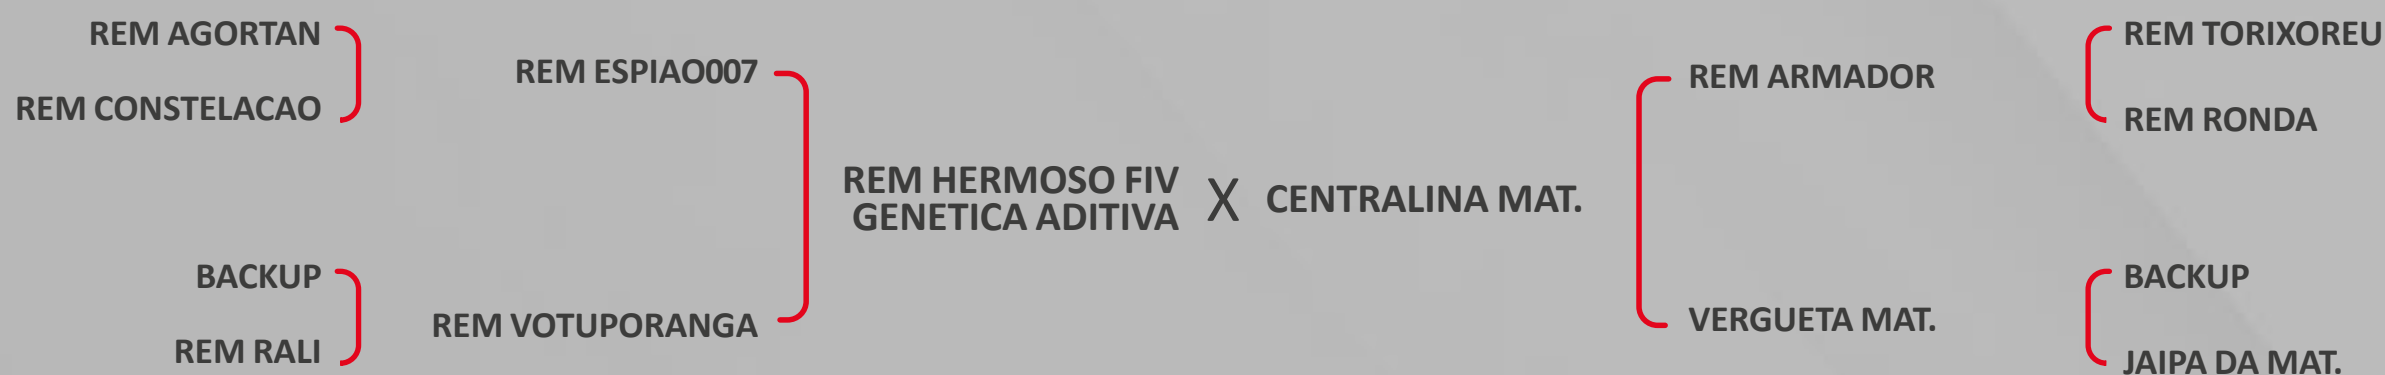 REM AGORTAN
REM CONSTELACAO
REM ESPIAO007
BACKUP
REM RALI
REM VOTUPORANGA
REM HERMOSO FIV
GENETICA ADITIVA
X
CENTRALINA MAT.
REM ARMADOR
VERGUETA MAT.
REM TORIXOREU
REM RONDA
BACKUP
JAIPA DA MAT.